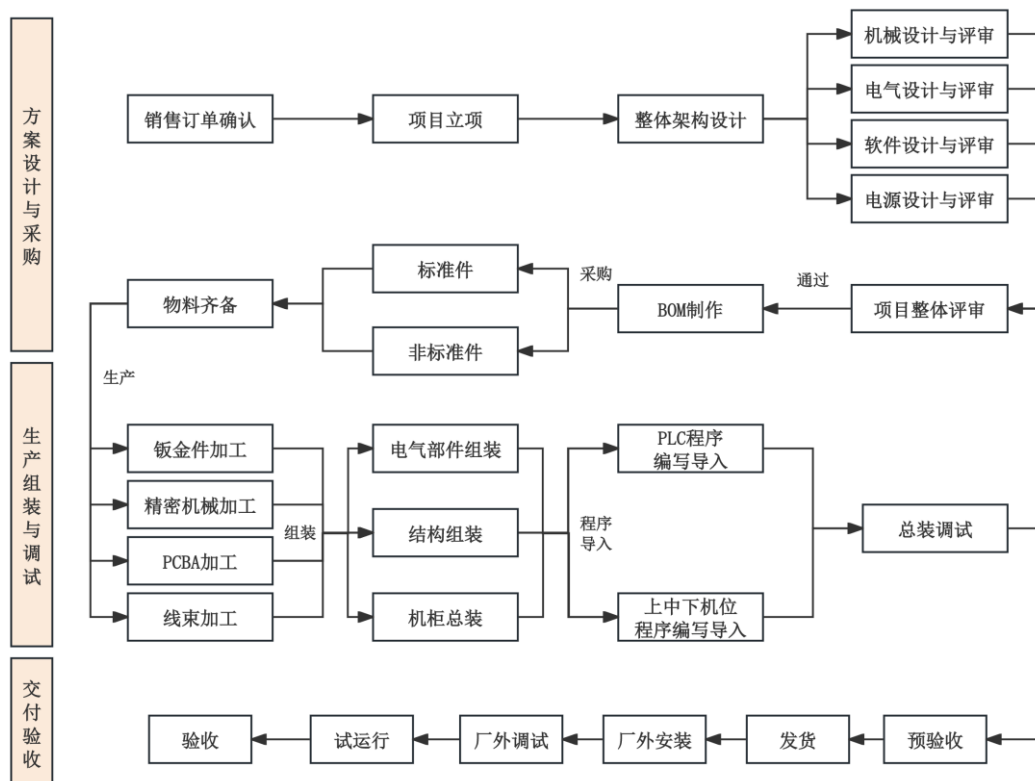 方案设计与采购
机械设计与评审
电气设计与评审
销售订单确认
项目立项
整体架构设计
软件设计与评审
电源设计与评审
标准件
采购
通过
物料齐备
BOM制作
项目整体评审
非标准件
生产
生产组装与调试
钣金件加工
电气部件组装
PLC程序
编写导入
精密机械加工
组装
结构组装
程序
导入
总装调试
PCBA加工
线束加工
机柜总装
上中下机位
程序编写导入
交付验收
验收
试运行
厂外调试
厂外安装
发货
预验收